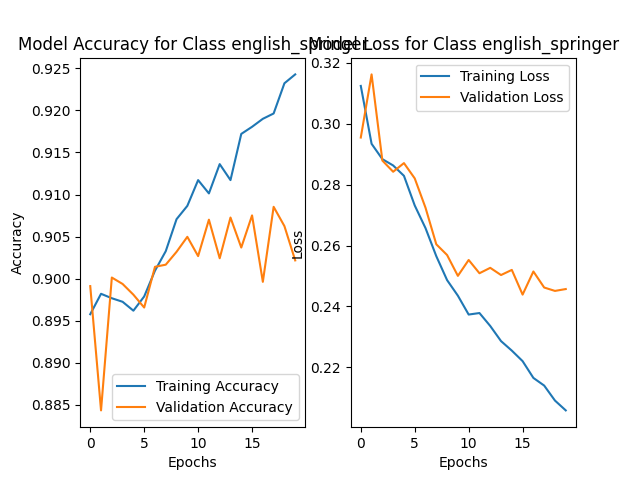 Model Accuracy for Class english_springer
Model Loss for Class english_springer
0.925
0.920
0.915
0.910
0.905
0.900
0.895
0.890
0.885
Accuracy
Training Accuracy
Validation Accuracy
0 5 10 15
Epochs
0.32
0.30
0.28
0.26
0.24
0.22
Loss
Training Loss
Validation Loss
0 5 10 15
Epochs